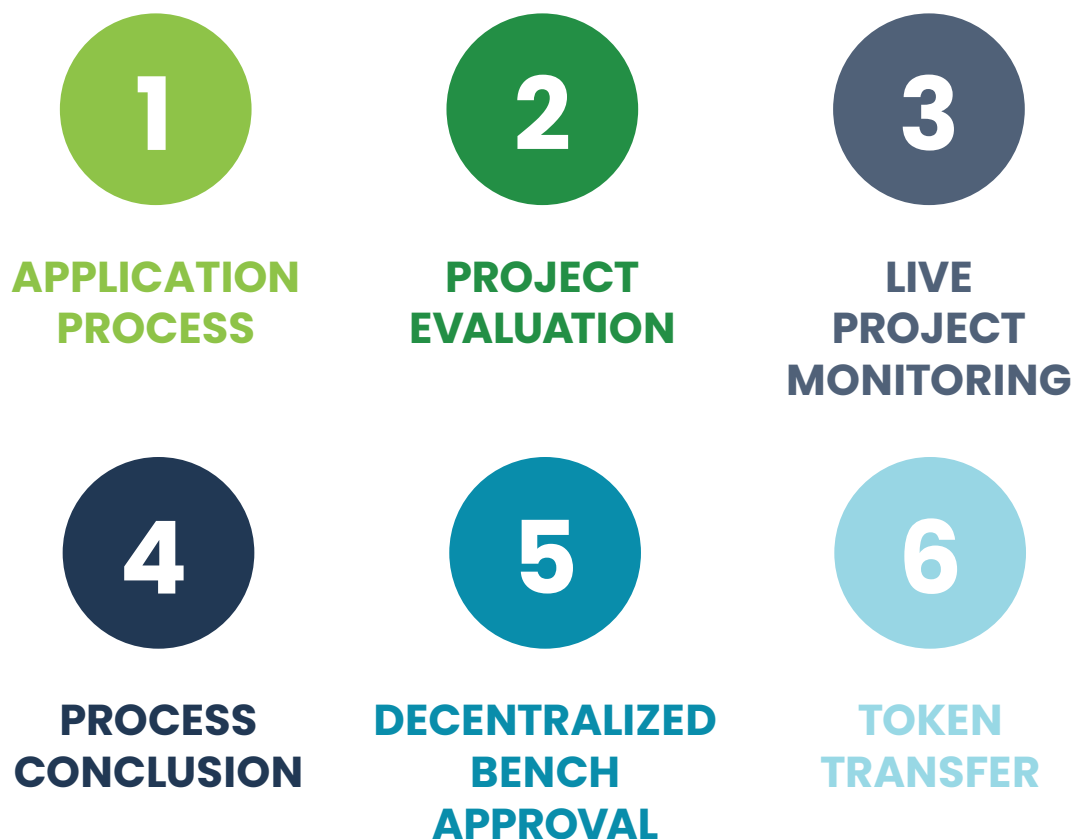 1
APPLICATION
PROCESS
2
PROJECT
EVALUATION
3
LIVE
PROJECT
MONITORING
4
PROCESS
CONCLUSION
5
DECENTRALIZED
BENCH
APPROVAL
6
TOKEN
TRANSFER